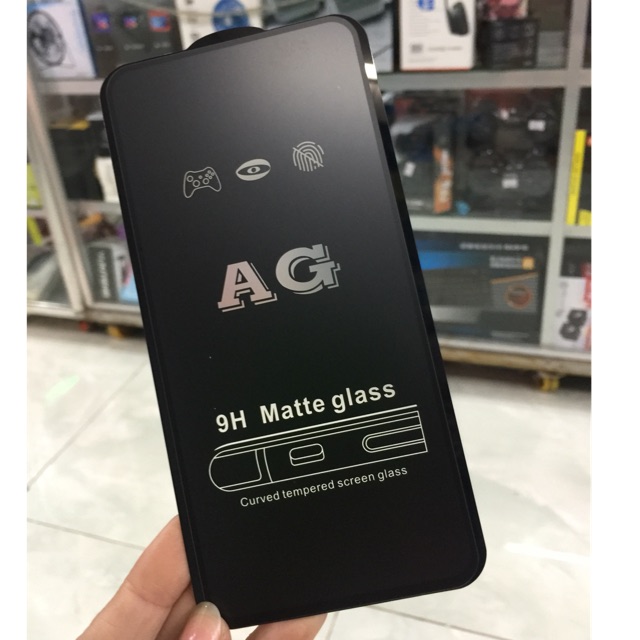 AG
9H Matte glass
Curved tempered screen glass